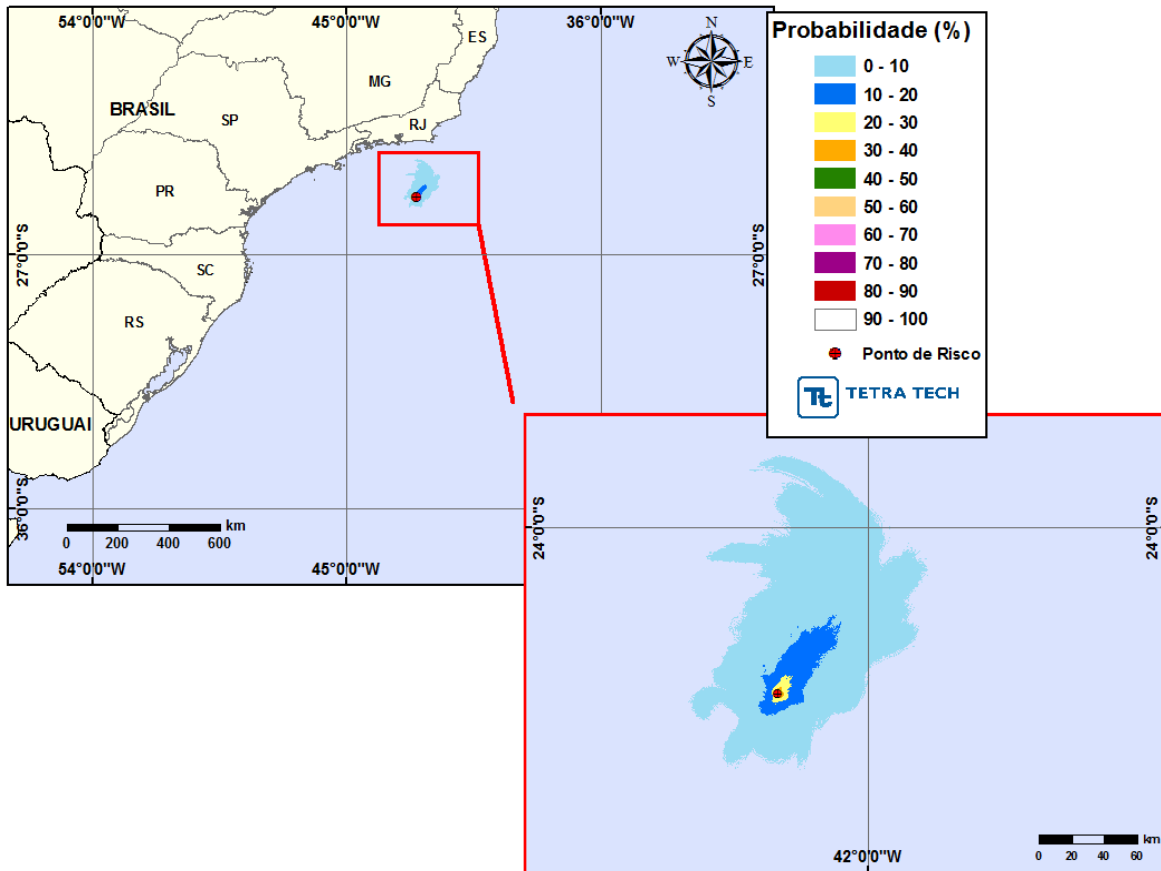 54°0'0"W
45°0'0"W
36°0'0"W
ES
MG
BRASIL
SP
RJ
PR
27°0'0"S
27°0'0"S
SC
RS
URUGUAI
36°0'0"S
km
0 200 400 600
54°0'0"W
45°0'0"W
N
W E
S
Probabilidade (%)
0 - 10
10 - 20
20 - 30
30 - 40
40 - 50
50 - 60
60 - 70
70 - 80
80 - 90
90 - 100
Ponto de Risco
Tt TETRA TECH
24°0'0"S
24°0'0"S
42°0'0"W
km
0 20 40 60